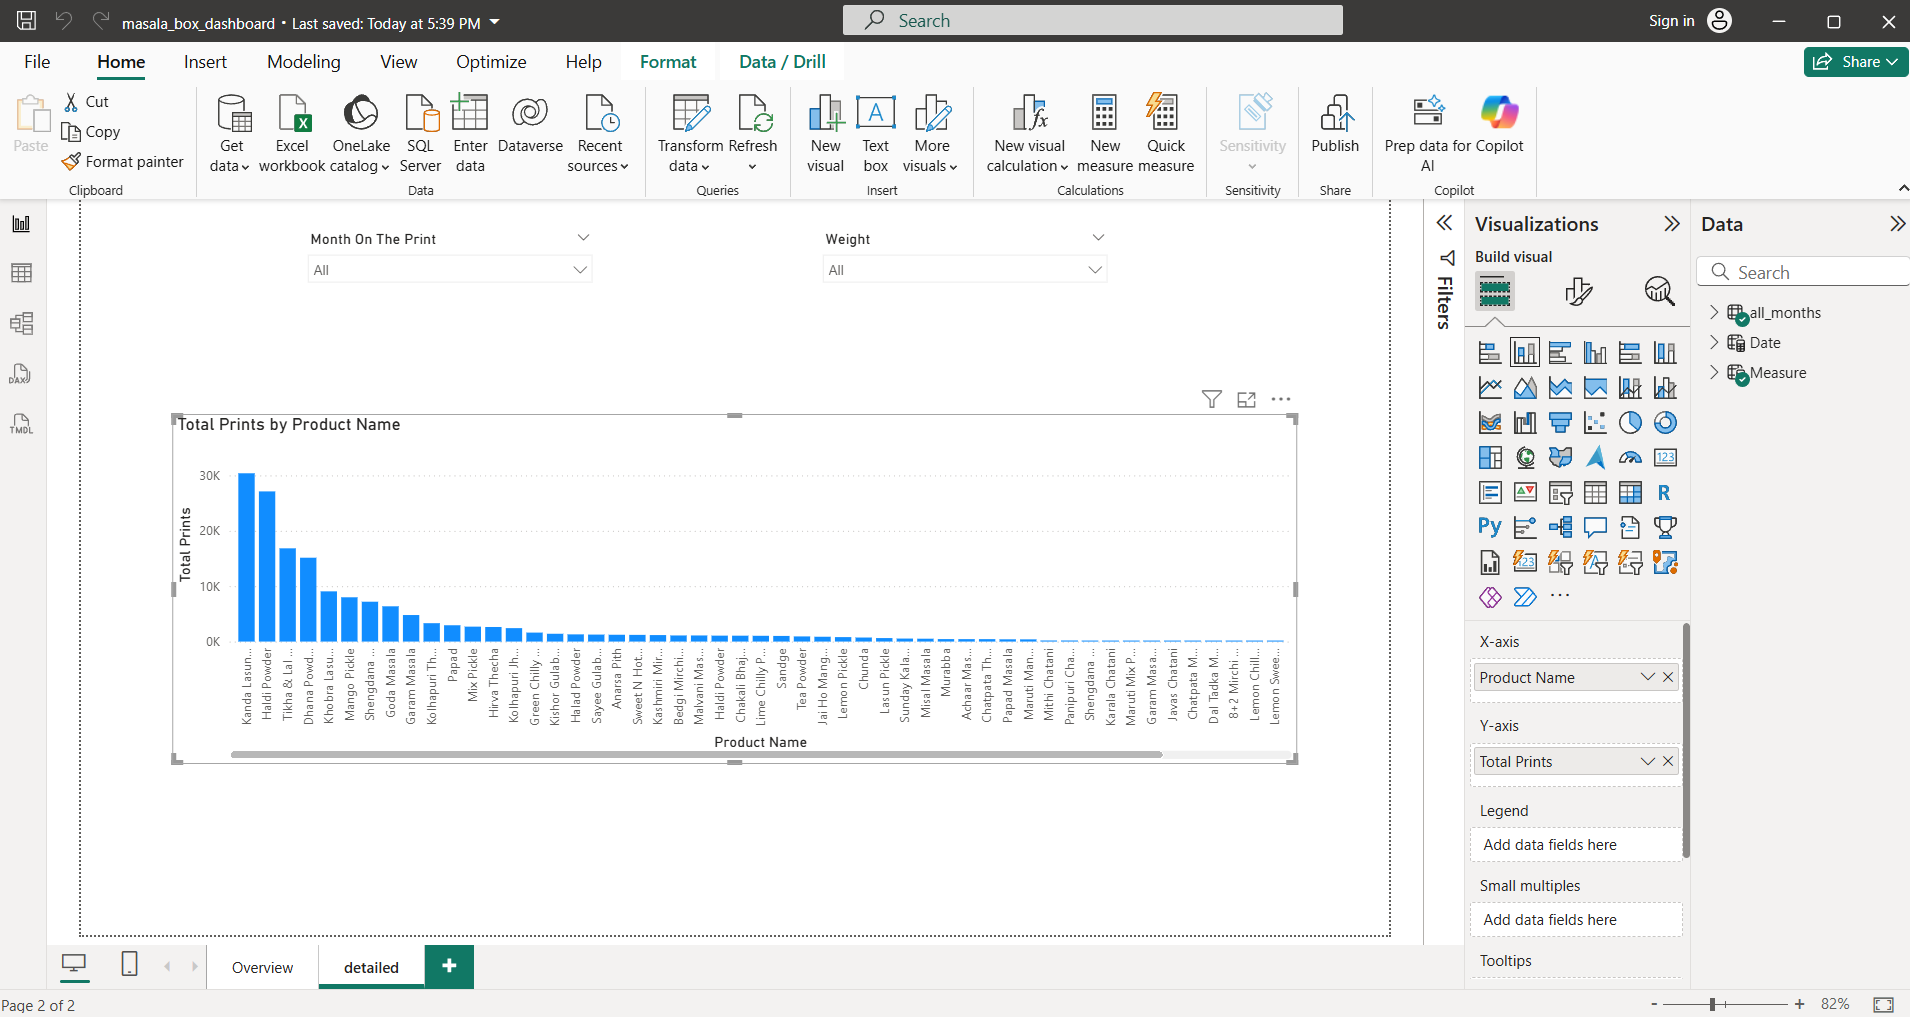 masala_box_dashboard • Last saved: Today at 5:39 PM
Search
Sign in
File Home Insert Modeling View Optimize Help Format Data / Drill
Share
Paste
Cut
Copy
Format painter
Clipboard
Get data
Excel workbook
OneLake catalog
SQL Server
Enter data
Dataverse
Recent sources
Data
Transform data
Refresh
Queries
New visual
Text box
More visuals
Insert
New visual calculation
New measure
Quick measure
Calculations
Sensitivity
Sensitivity
Publish
Share
Prep data for AI
Copilot
Copilot
DAX
TMDL
Month On The Print
All
Weight
All
Total Prints by Product Name
Total Prints
30K
20K
10K
0K
Kanda Lasun...
Haldi Powder
Tikha & Lal ...
Dhana Powd...
Khobra Lasu...
Mango Pickle
Shengdana ...
Goda Masala
Garam Masala
Kolhapuri Th...
Papad
Mix Pickle
Hirva Thecha
Kolhapuri Jh...
Green Chilly ...
Kishor Gulab...
Halad Powder
Sayee Gulab...
Anarsa Pith
Sweet N Hot...
Kashmiri Mir...
Bedgi Mirchi...
Malvani Mas...
Haldi Powder
Chakali Bhaj...
Lime Chilly P...
Sandge
Tea Powder
Jai Ho Mang...
Lemon Pickle
Chunda
Lasun Pickle
Sunday Kala...
Misal Masala
Murabba
Achaar Mas...
Chatpata Th...
Papad Masala
Maruti Man...
Mithi Chatani
Panipuri Cha...
Shengdana ...
Karala Chatani
Maruti Mix P...
Garam Masa...
Javas Chatani
Chatpata M...
Dal Tadka M...
8+2 Mirchi ...
Lemon Chill...
Lemon Swee...
Product Name
Filters
Visualizations
Build visual
123
R
Py
123
X-axis
Product Name
Y-axis
Total Prints
Legend
Add data fields here
Small multiples
Add data fields here
Tooltips
Data
Search
all_months
Date
Measure
Overview
detailed
Page 2 of 2
82%